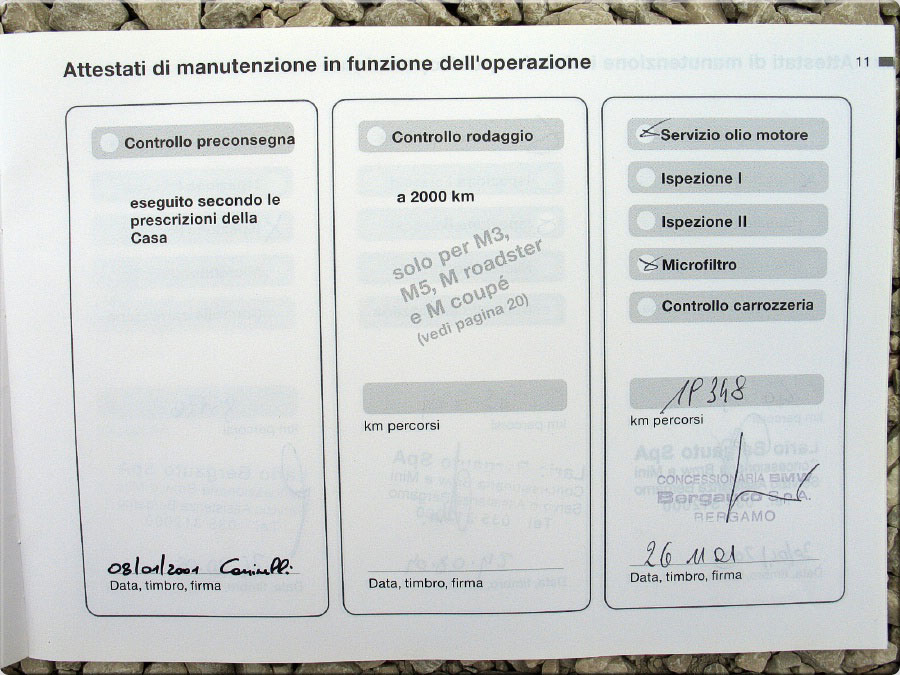 Attestati di manutenzione in funzione dell'operazione
11
Controllo preconsegna
eseguito secondo le
prescrizioni della
Casa
08/01/2001
Data, timbro, firma
Controllo rodaggio
a 2000 km
solo per M3,
M5, M roadster
e M coupé
(vedi pagina 20)
km percorsi
Data, timbro, firma
Servizio olio motore
Ispezione I
Ispezione II
Microfiltro
Controllo carrozzeria
348
km percorsi
CONCESSIONARIA BMW
Bergauto S.p.A.
BERGAMO
26
Data, timbro, firma